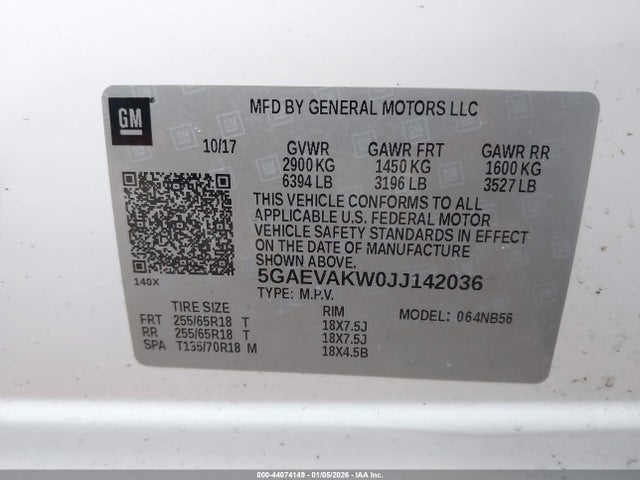 GM
MFD BY GENERAL MOTORS LLC
10/17 GVWR GAWR FRT GAWR RR
2900 KG 1450 KG 1600 KG
6394 LB 3196 LB 3527 LB
THIS VEHICLE CONFORMS TO ALL
APPLICABLE U.S. FEDERAL MOTOR
VEHICLE SAFETY STANDARDS IN EFFECT
ON THE DATE OF MANUFACTURE
SHOWN ABOVE.
140X
5GAEVAKW0JJ142036
TYPE: M.P.V.
TIRE SIZE RIM MODEL: 064NB56
FRT 255/65R18 T 18X7.5J
RR 255/65R18 T 18X7.5J
SPA T135/70R18 M 18X4.5B
000-44074149 | 01/05/2026 - IAA, Inc.